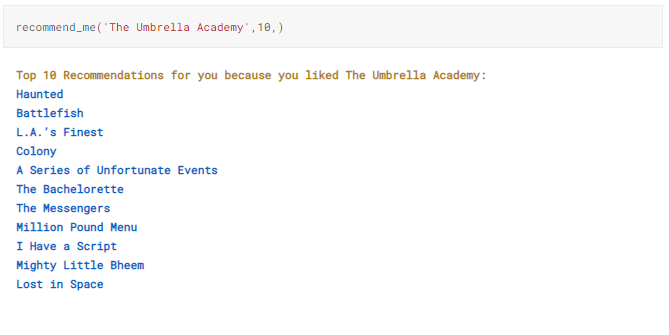 recommend_me('The Umbrella Academy',10,)
Top 10 Recommendations for you because you liked The Umbrella Academy:
Haunted
Battlefish
L.A.'s Finest
Colony
A Series of Unfortunate Events
The Bachelorette
The Messengers
Million Pound Menu
I Have a Script
Mighty Little Bheem
Lost in Space